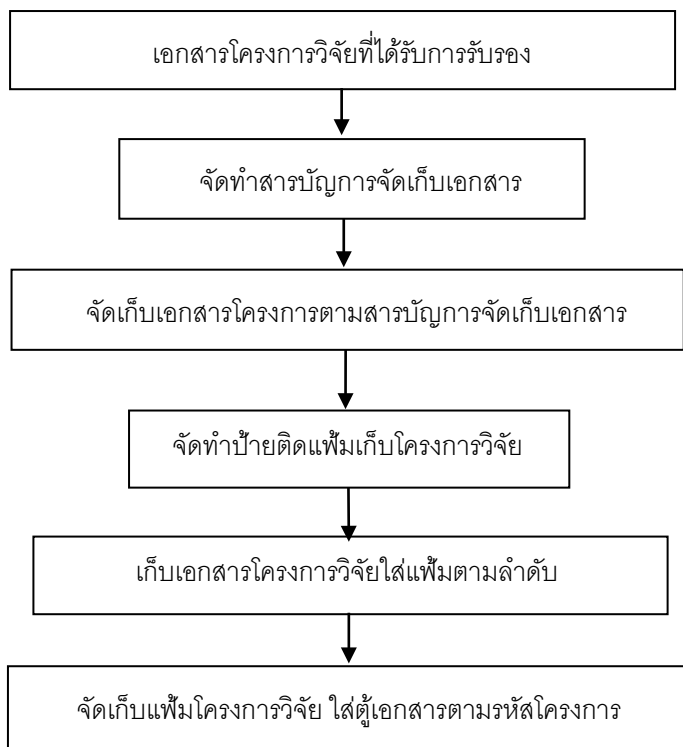 เอกสารโครงการวิจัยที่ได้รับการรับรอง
จัดทำสารบัญการจัดเก็บเอกสาร
จัดเก็บเอกสารโครงการตามสารบัญการจัดเก็บเอกสาร
จัดทำป้ายติดแฟ้มเก็บโครงการวิจัย
เก็บเอกสารโครงการวิจัยใส่แฟ้มตามลำดับ
จัดเก็บแฟ้มโครงการวิจัย ใส่ตู้เอกสารตามรหัสโครงการ